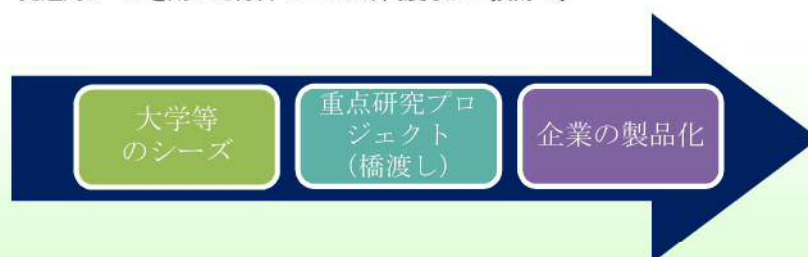 大学等
のシーズ
重点研究プロ
ジェクト
（橋渡し）
企業の製品化